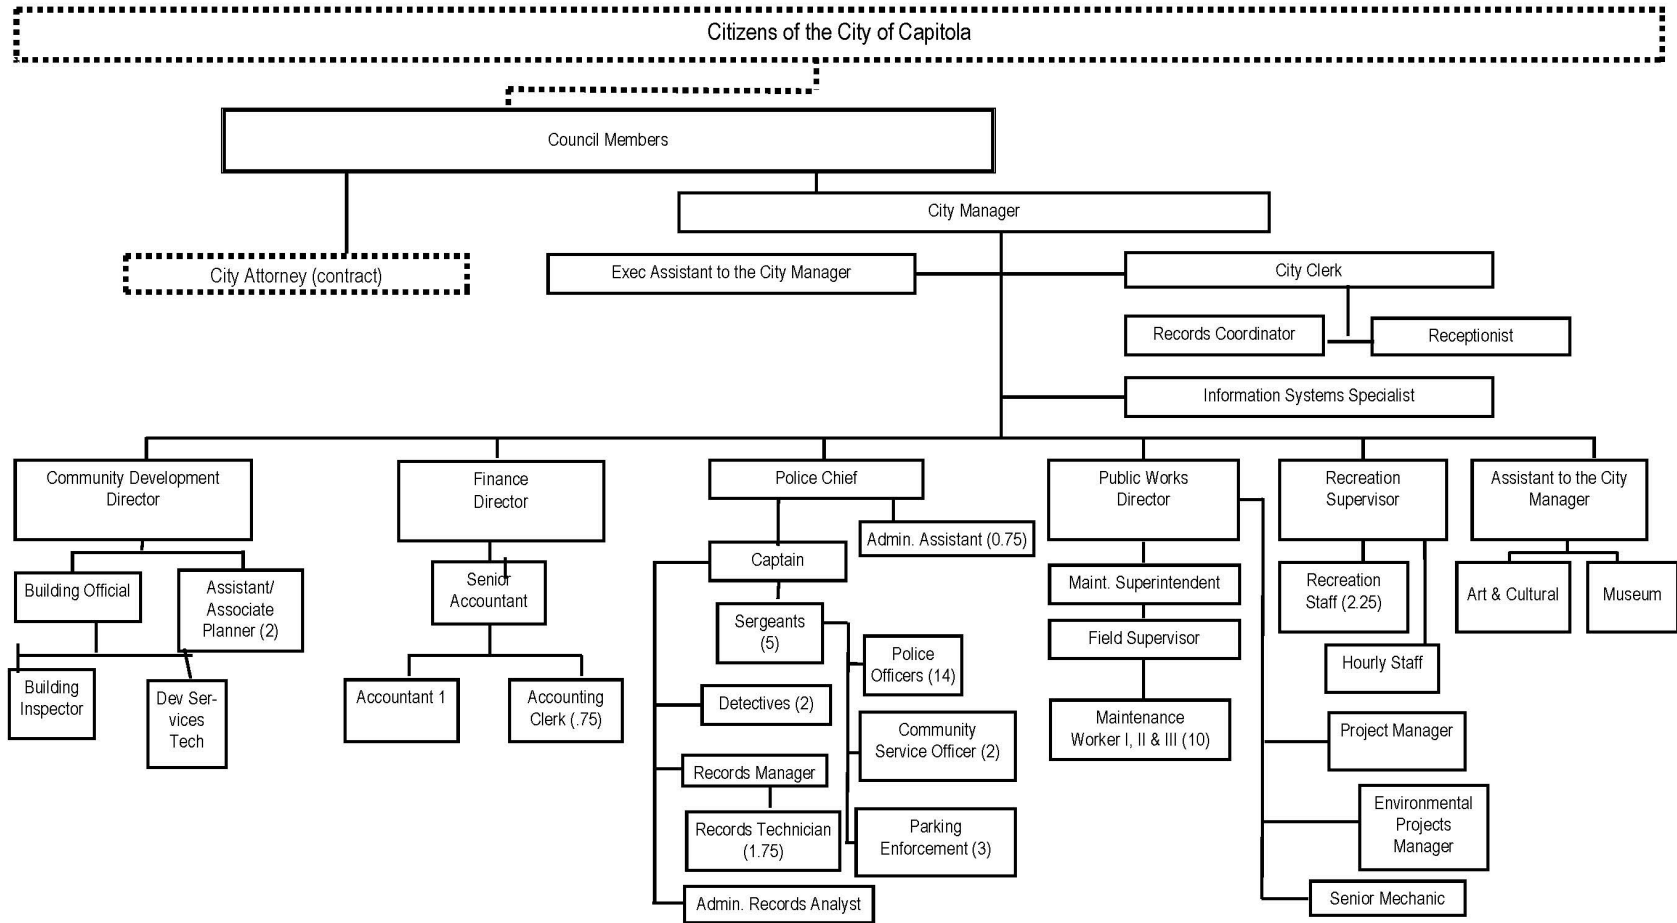 Citizens of the City of Capitola
Council Members
City Manager
City Attorney (contract)
Exec Assistant to the City Manager
City Clerk
Records Coordinator
Receptionist
Information Systems Specialist
Community Development
Director
Building Official
Assistant/
Associate
Planner (2)
Building
Inspector
Dev Ser-
vices
Tech
Finance
Director
Senior
Accountant
Accountant 1
Accounting
Clerk (.75)
Police Chief
Admin. Assistant (0.75)
Captain
Sergeants
(5)
Police
Officers (14)
Community
Service Officer (2)
Parking
Enforcement (3)
Detectives (2)
Records Manager
Records Technician
(1.75)
Admin. Records Analyst
Public Works
Director
Maint. Superintendent
Field Supervisor
Maintenance
Worker I, II & III (10)
Project Manager
Environmental
Projects
Manager
Senior Mechanic
Recreation
Supervisor
Recreation
Staff (2.25)
Hourly Staff
Assistant to the City
Manager
Art & Cultural
Museum